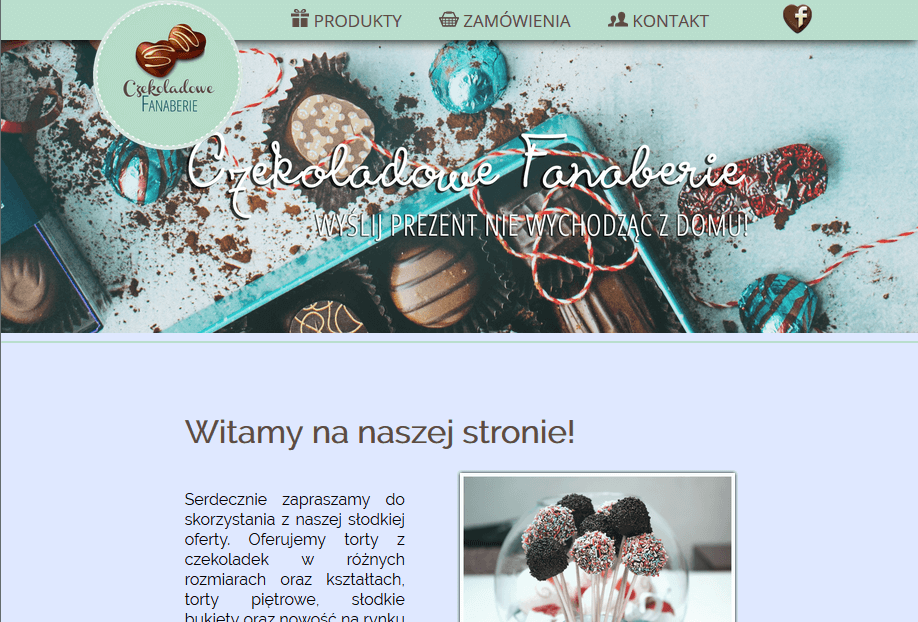 PRODUKTY ZAMÓWIENIA KONTAKT f
Czekoladowe
FANABERIE
Czekoladowe Fanaberie
WYŚLIJ PREZENT NIE WYCHODZĄC Z DOMU!
Witamy na naszej stronie!
Serdecznie zapraszamy do
skorzystania z naszej słodkiej
oferty. Oferujemy torty z
czekoladek w różnych
rozmiarach oraz kształtach,
torty piętrowe, słodkie
bukiety oraz nowość na rynku